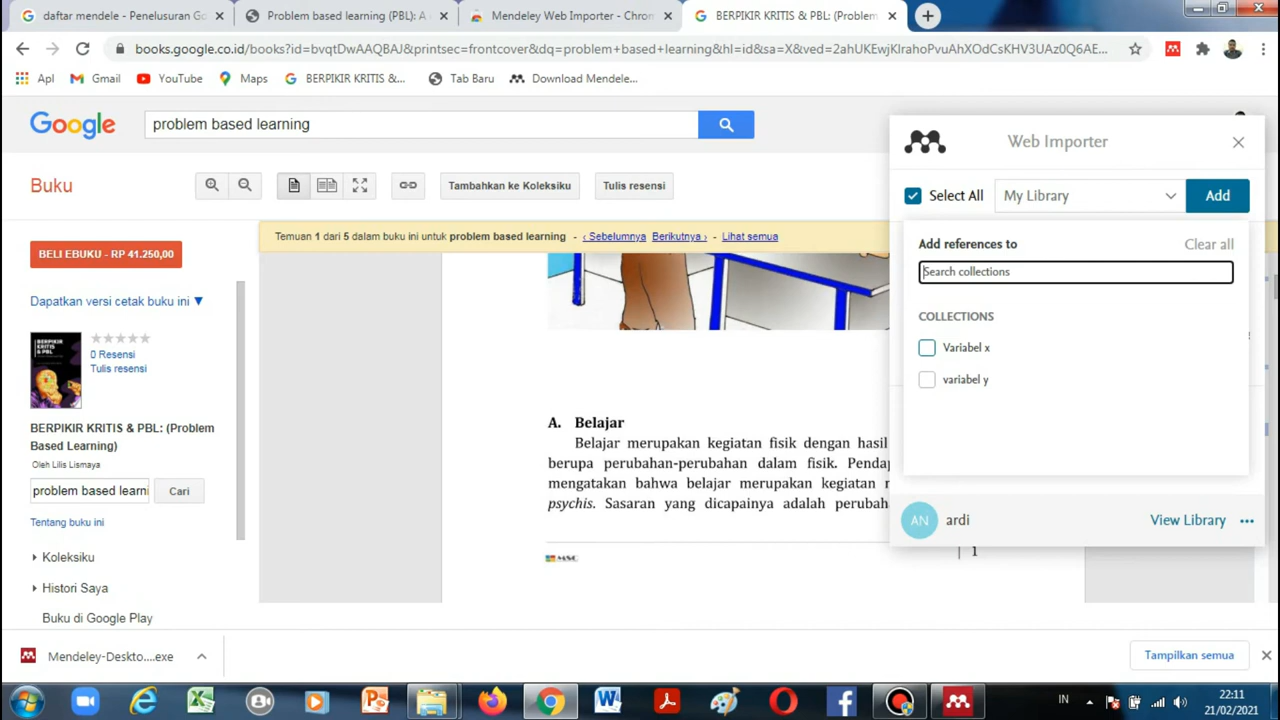 daftar mendele - Penelusuran Go
Problem based learning (PBL): A
Mendeley Web Importer - Chrom
BERPIKIR KRITIS & PBL: (Problem
books.google.co.id/books?id=bvqtDwAAQBAJ&printsec=frontcover&dq=problem+based+learning&hl=id&sa=X&ved=2ahUKEwjKlrahoPvuAhXOdCsKHV3UAz0Q6AE...
Apl
Gmail
YouTube
Maps
BERPIKIR KRITIS &...
Tab Baru
Download Mendele...
Google
problem based learning
Web Importer
Buku
Tambahkan ke Koleksiku
Tulis resensi
Select All
My Library
Add
Temuan 1 dari 5 dalam buku ini untuk problem based learning - ‹ Sebelumnya Berikutnya › - Lihat semua
BELI EBUKU - RP 41.250,00
Add references to
Clear all
Search collections
Dapatkan versi cetak buku ini ▼
COLLECTIONS
Variabel x
variabel y
BERPIKIR KRITIS & PBL
0 Resensi
Tulis resensi
BERPIKIR KRITIS & PBL: (Problem
Based Learning)
Oleh Lilis Lismaya
problem based learni
Cari
Tentang buku ini
Koleksiku
Histori Saya
Buku di Google Play
A. Belajar
Belajar merupakan kegiatan fisik dengan hasil
berupa perubahan-perubahan dalam fisik. Pendap
mengatakan bahwa belajar merupakan kegiatan
psychis. Sasaran yang dicapainya adalah perubah
1
AN
ardi
View Library
Mendeley-Deskto....exe
Tampilkan semua
IN
22:11
21/02/2021